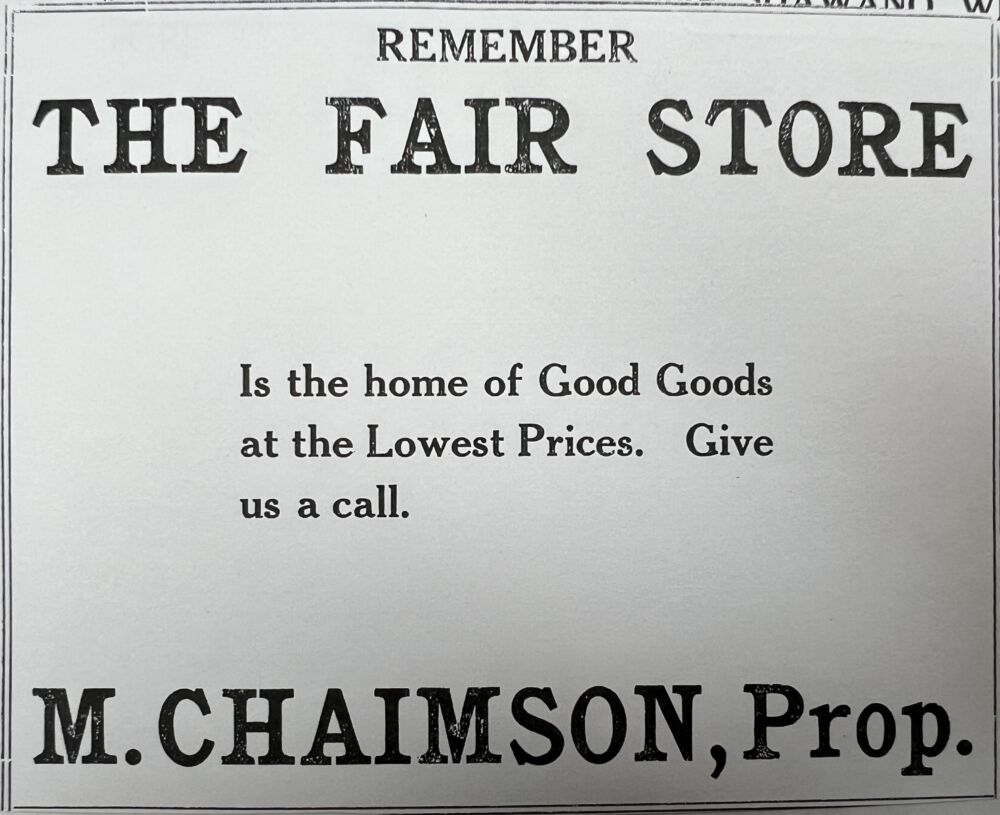 REMEMBER
THE FAIR STORE
Is the home of Good Goods
at the Lowest Prices. Give
us a call.
M. CHAIMSON, Prop.